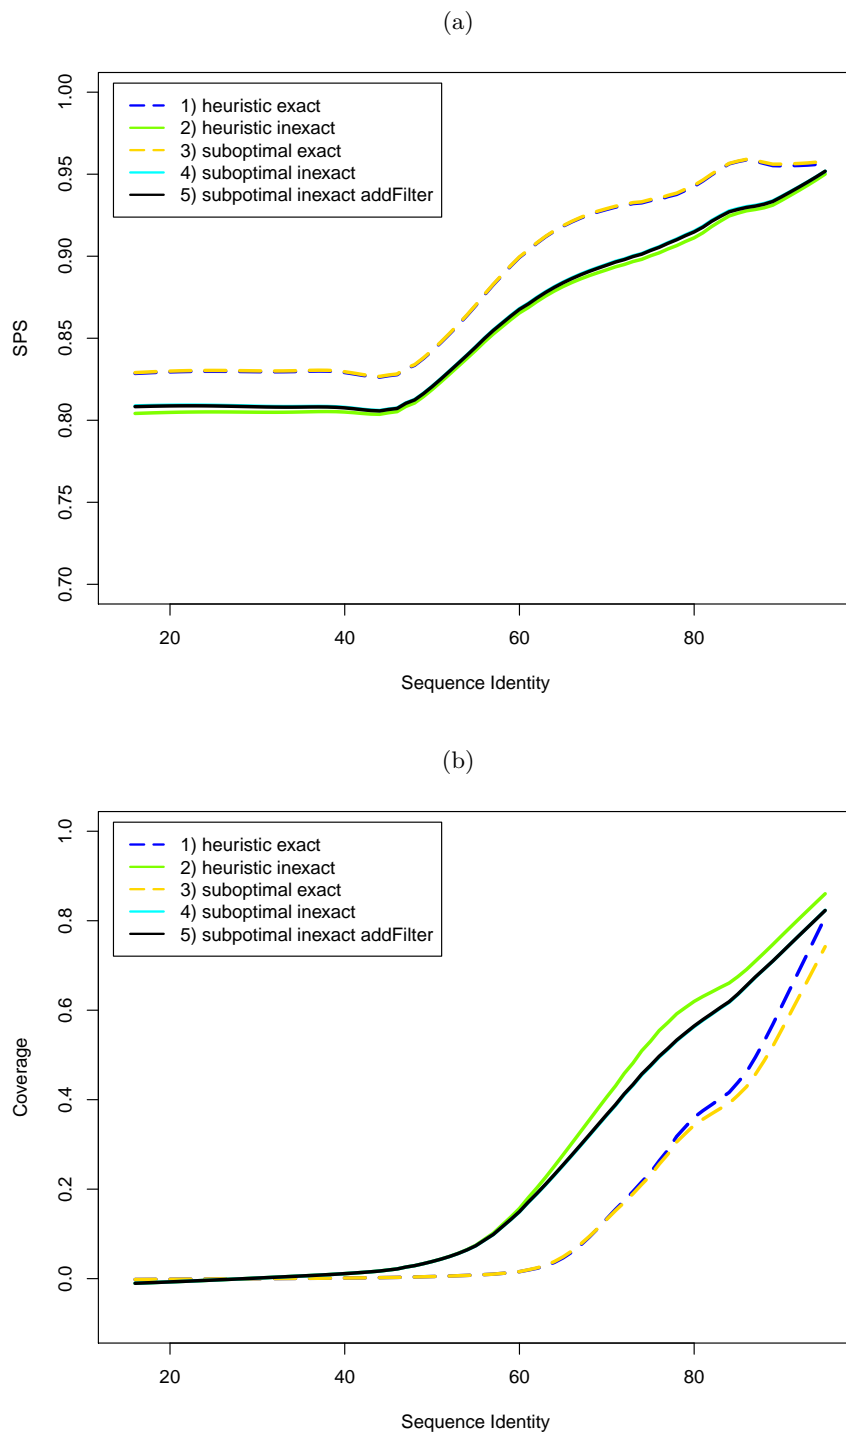 (a)
1) heuristic exact
2) heuristic inexact
3) suboptimal exact
4) suboptimal inexact
5) subpotimal inexact addFilter
1.00
0.95
0.90
0.85
0.80
0.75
0.70
SPS
20 40 60 80
Sequence Identity
(b)
1) heuristic exact
2) heuristic inexact
3) suboptimal exact
4) suboptimal inexact
5) subpotimal inexact addFilter
1.0
0.8
0.6
0.4
0.2
0.0
Coverage
20 40 60 80
Sequence Identity